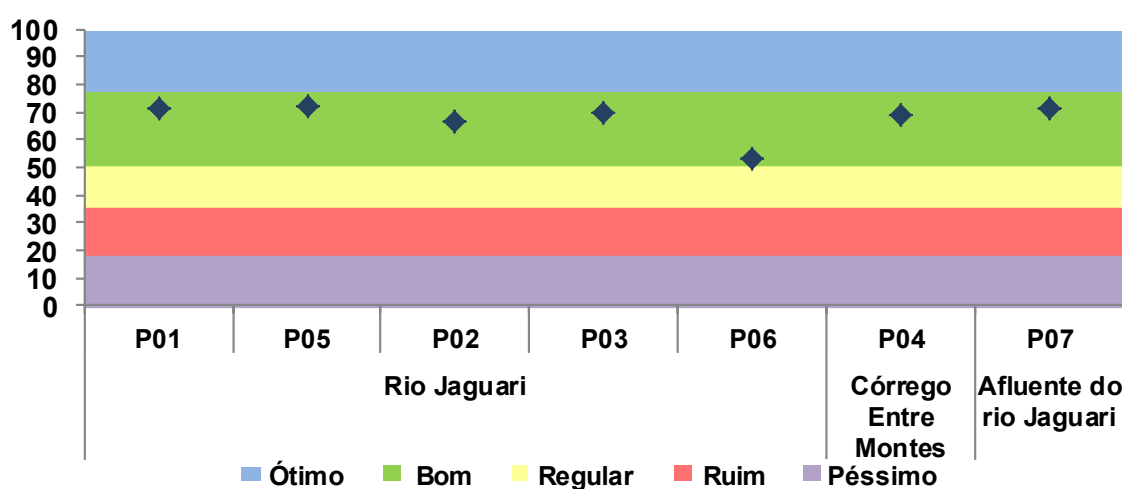 100
90
80
70
60
50
40
30
20
10
0
P01 P05 P02 P03 P06 P04 P07
Rio Jaguari
Córrego
Entre
Montes
Afluente do
rio Jaguari
Ótimo Bom Regular Ruim Péssimo